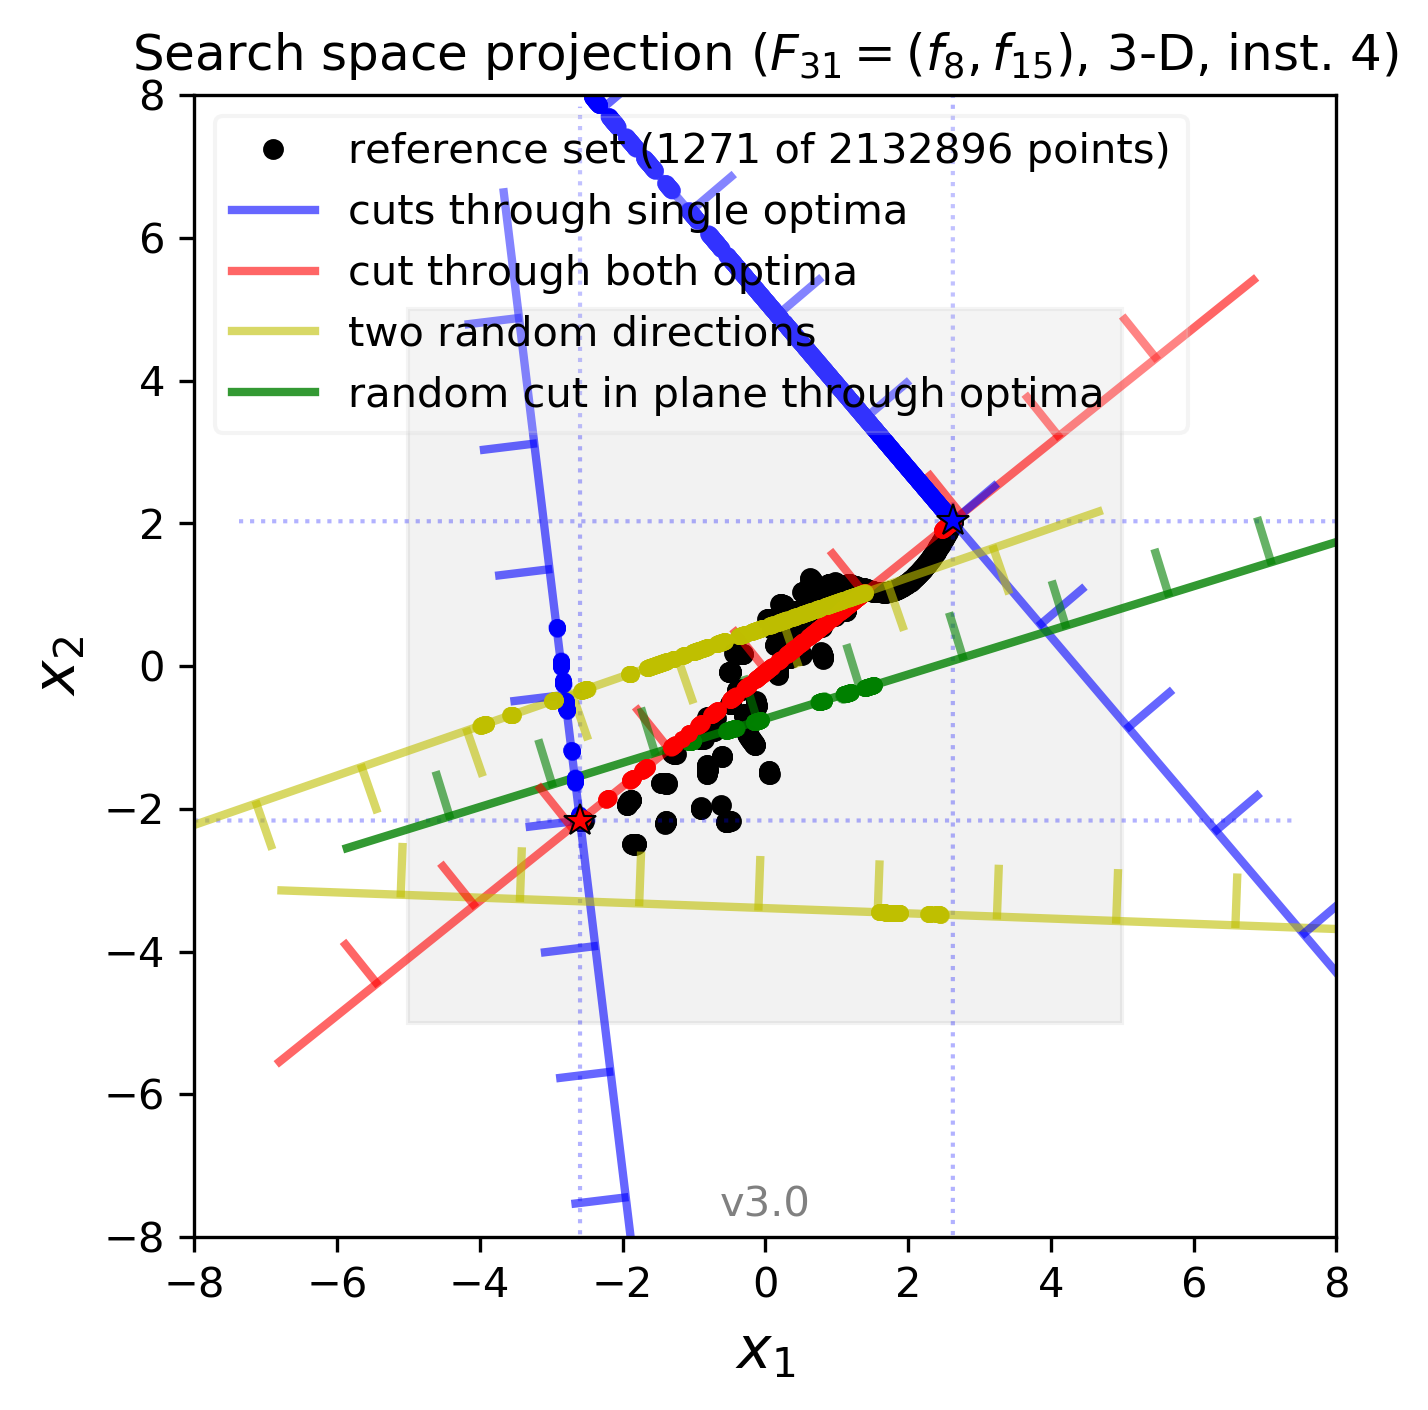 Search space projection (F31 = (f8, f15), 3-D, inst. 4)
reference set (1271 of 2132896 points)
cuts through single optima
cut through both optima
two random directions
random cut in plane through optima
8
6
4
2
0
−2
−4
−6
−8
x2
v3.0
−8 −6 −4 −2 0 2 4 6 8
x1